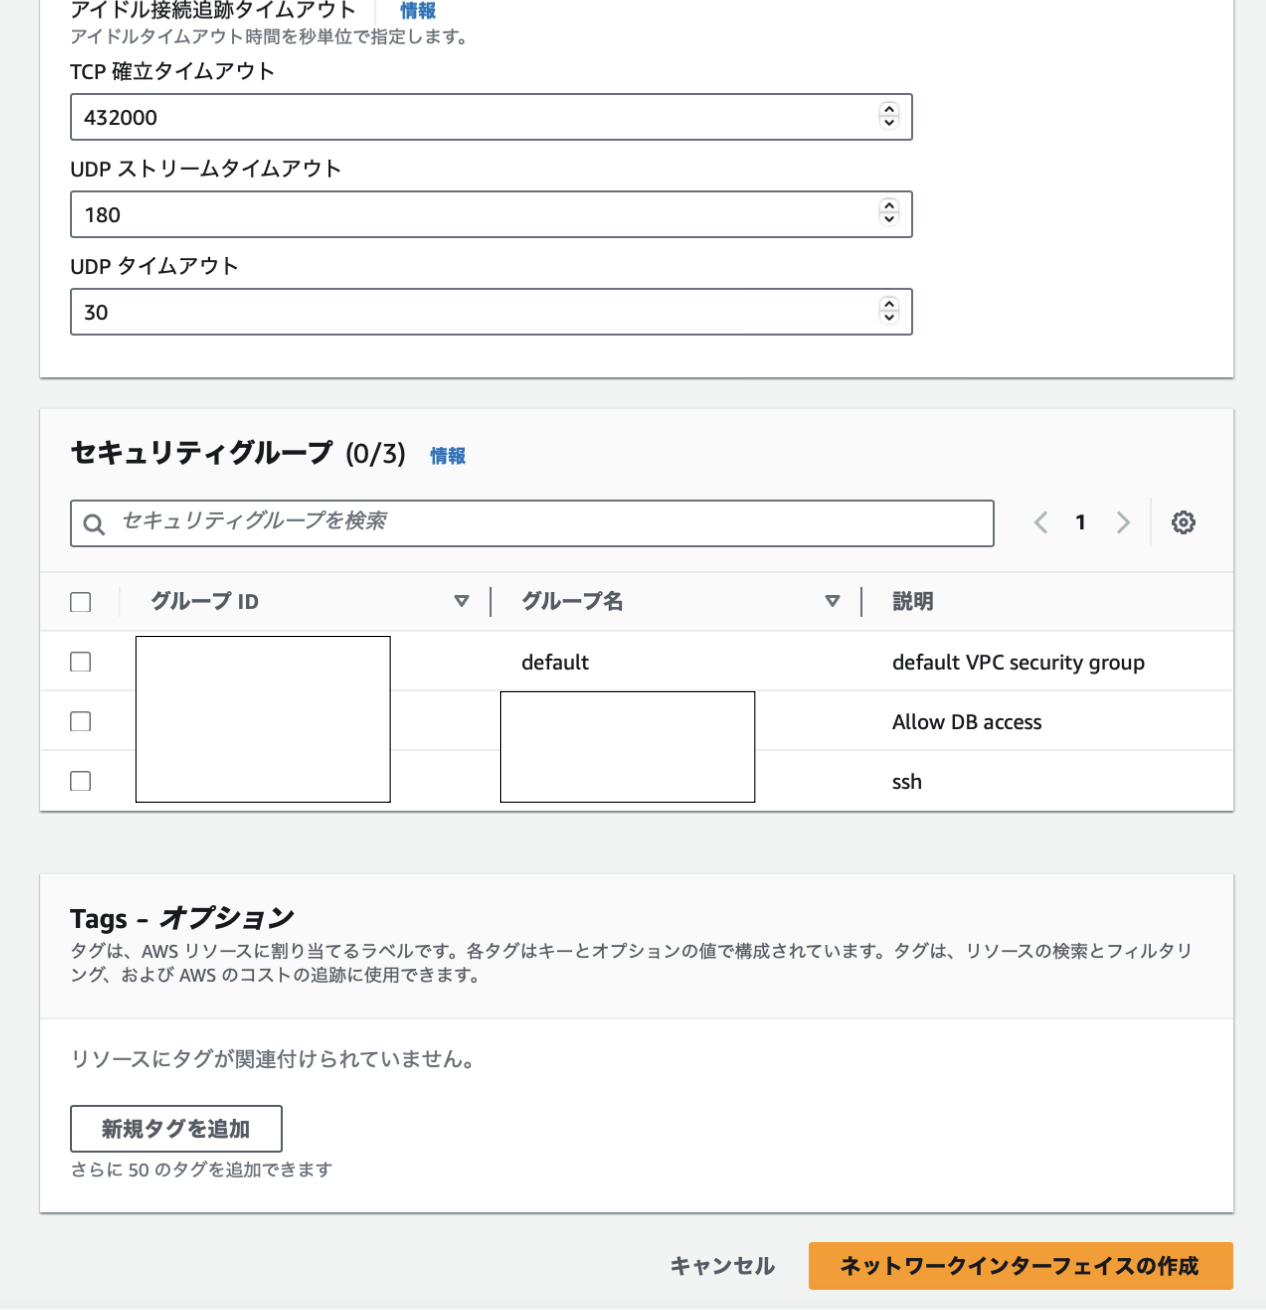 アイドル接続追跡タイムアウト 情報
アイドルタイムアウト時間を秒単位で指定します。
TCP 確立タイムアウト
432000
UDP ストリームタイムアウト
180
UDP タイムアウト
30
セキュリティグループ (0/3) 情報
セキュリティグループを検索
1
グループ ID グループ名 説明
default default VPC security group
Allow DB access
ssh
Tags - オプション
タグは、AWS リソースに割り当てるラベルです。各タグはキーとオプションの値で構成されています。タグは、リソースの検索とフィルタリ
ング、および AWS のコストの追跡に使用できます。
リソースにタグが関連付けられていません。
新規タグを追加
さらに 50 のタグを追加できます
キャンセル ネットワークインターフェイスの作成